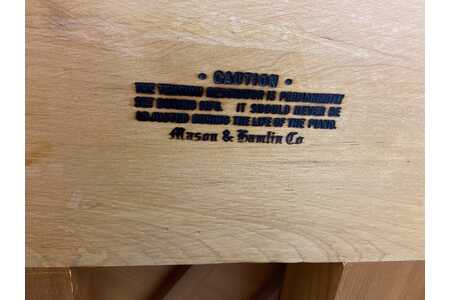 • CAUTION •
THE TENSION RESONATOR IS PERMANENTLY
SET DURING MFG. IT SHOULD NEVER BE
ADJUSTED DURING THE LIFE OF THE PIANO.
Mason & Hamlin Co